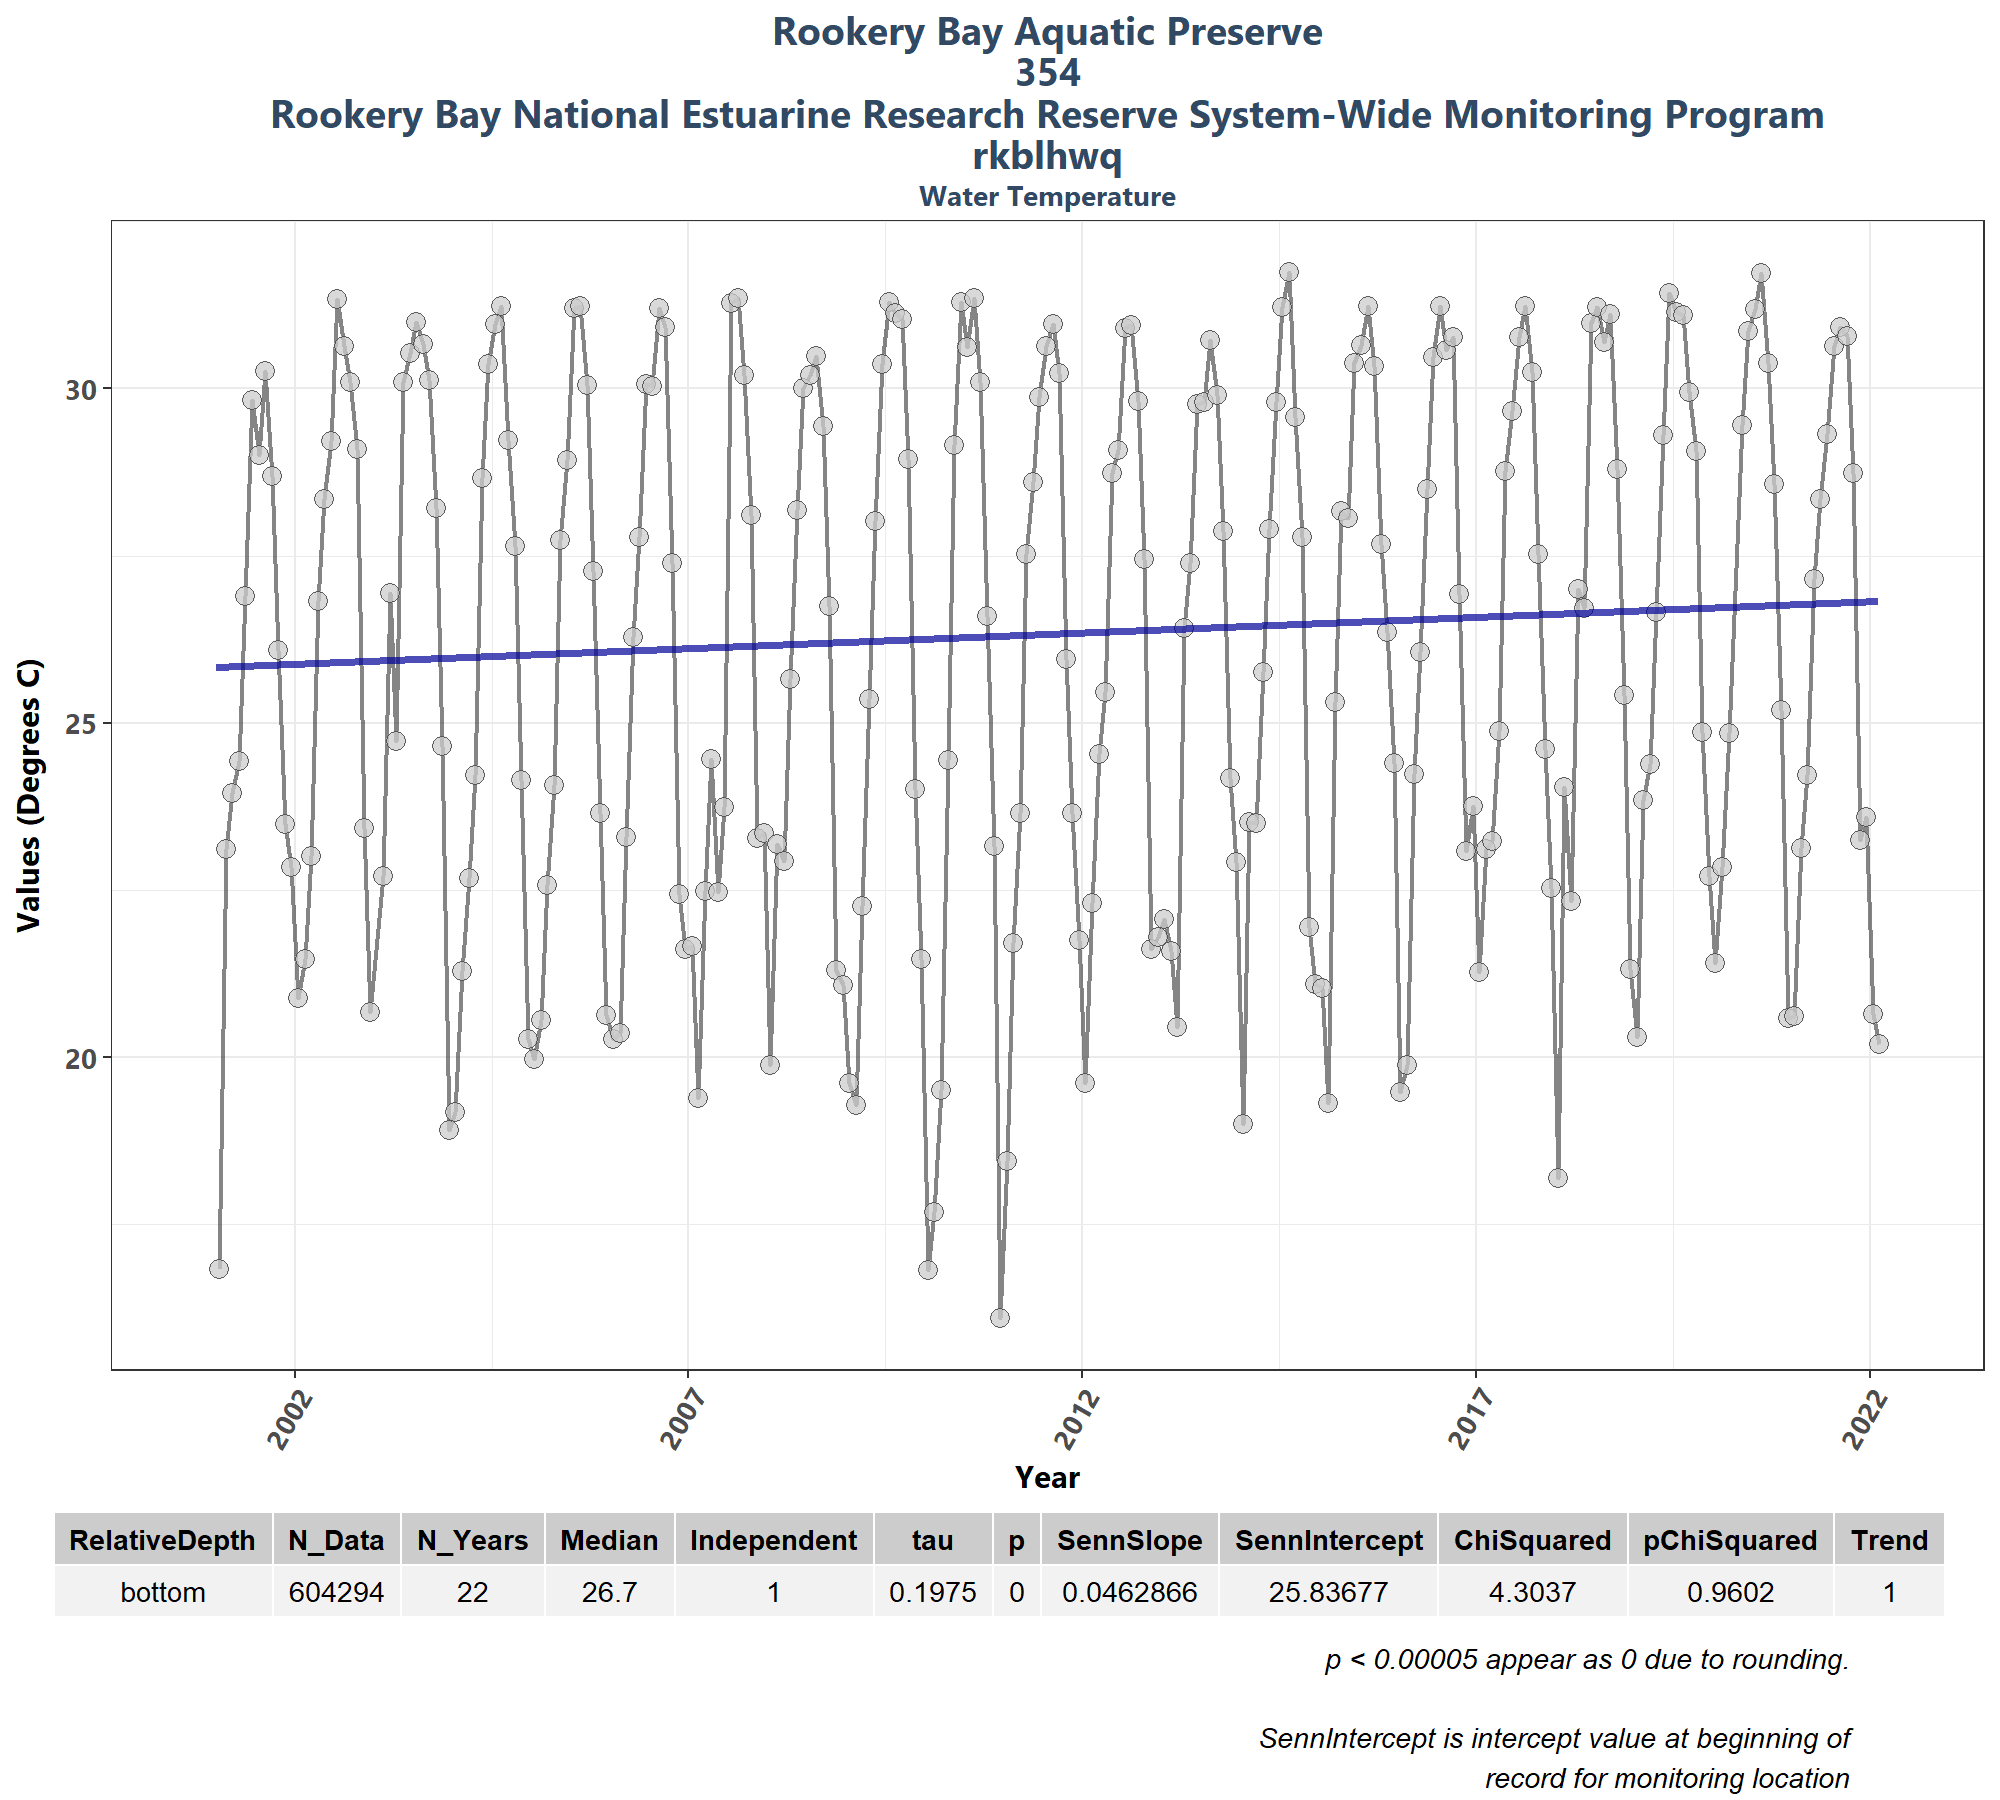 Rookery Bay Aquatic Preserve
354
Rookery Bay National Estuarine Research Reserve System-Wide Monitoring Program
rkblhwq
Water Temperature
Values (Degrees C)
30
25
20
2002 2007 2012 2017 2022
Year
RelativeDepth N_Data N_Years Median Independent tau p SennSlope SennIntercept ChiSquared pChiSquared Trend
bottom 604294 22 26.7 1 0.1975 0 0.0462866 25.83677 4.3037 0.9602 1
p < 0.00005 appear as 0 due to rounding.
SennIntercept is intercept value at beginning of
record for monitoring location